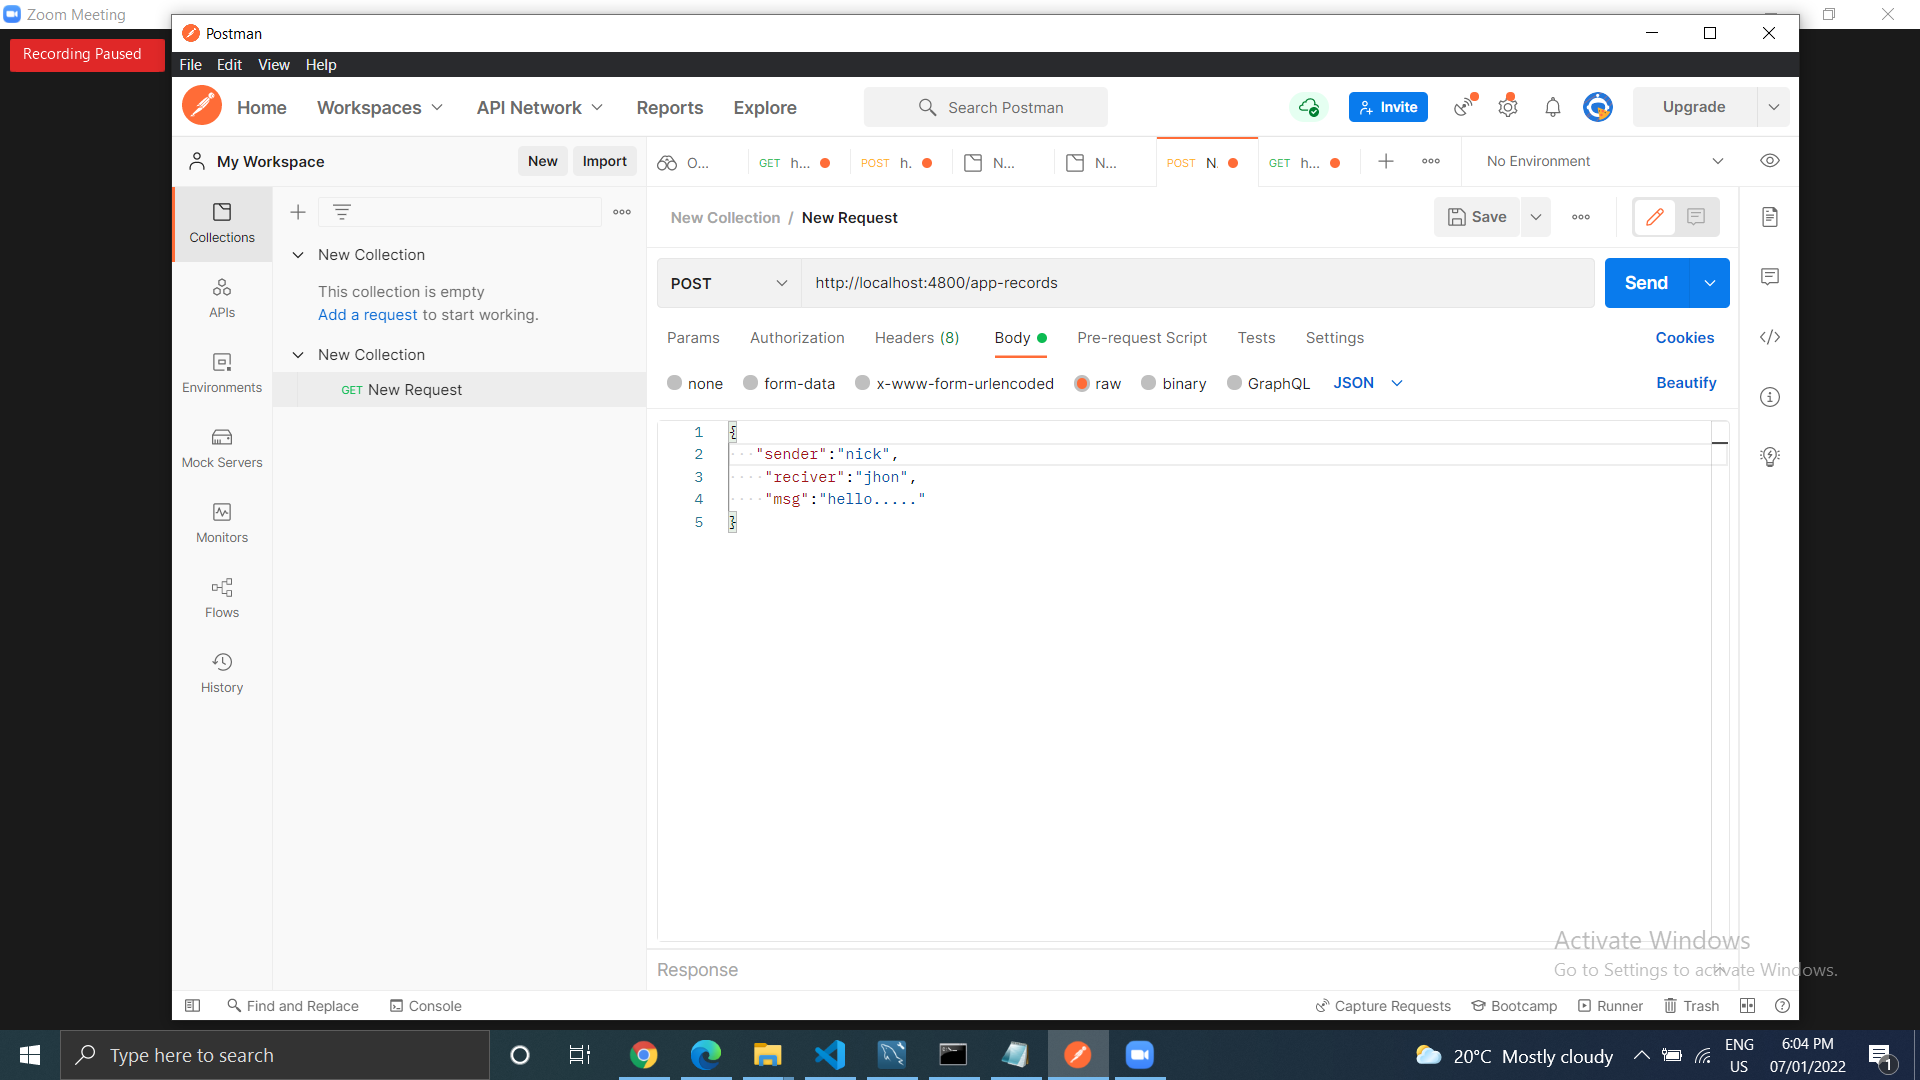 Zoom Meeting
Recording Paused
Postman
File Edit View Help
Home Workspaces API Network Reports Explore
Search Postman
Invite
Upgrade
My Workspace
New Import
O...
GET h...
POST h.
N...
N...
POST N.
GET h...
No Environment
Collections
APIs
Environments
Mock Servers
Monitors
Flows
History
New Collection
This collection is empty
Add a request to start working.
New Collection
GET New Request
New Collection / New Request
Save
POST http://localhost:4800/app-records
Send
Params Authorization Headers (8) Body Pre-request Script Tests Settings Cookies
none form-data x-www-form-urlencoded raw binary GraphQL JSON Beautify
1 {
2 "sender":"nick",
3 "reciver":"jhon",
4 "msg":"hello....."
5 }
Activate Windows
Go to Settings to activate Windows.
Response
Find and Replace Console
Capture Requests Bootcamp Runner Trash
Type here to search
20°C Mostly cloudy
ENG
US
6:04 PM
07/01/2022
1